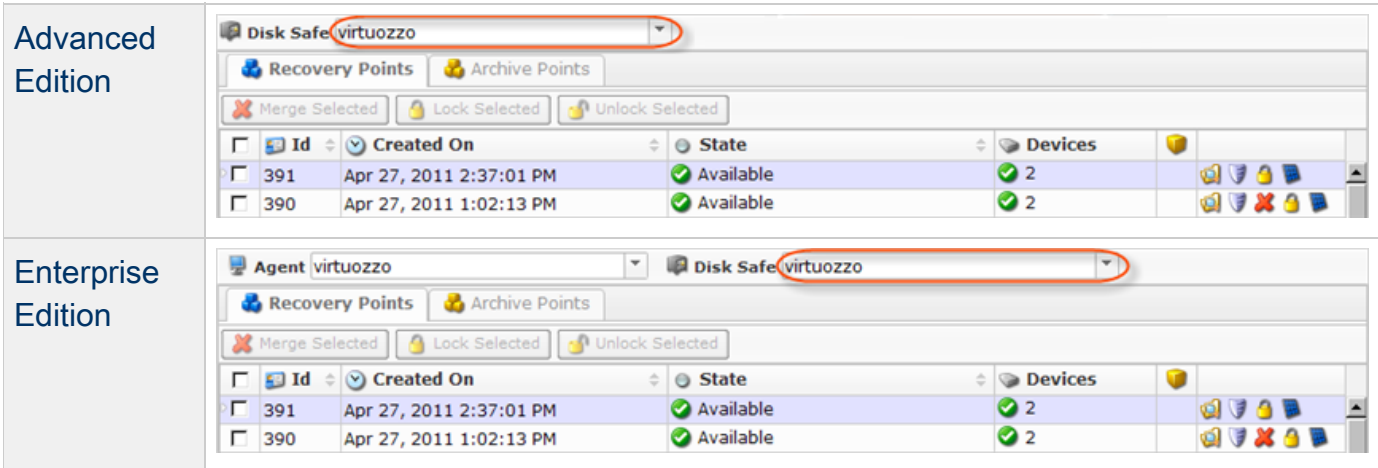 Advanced
Edition
Disk Safe virtuozzo
Recovery Points Archive Points
Merge Selected Lock Selected Unlock Selected
Id Created On State Devices
391 Apr 27, 2011 2:37:01 PM Available 2
390 Apr 27, 2011 1:02:13 PM Available 2
Enterprise
Edition
Agent virtuozzo Disk Safe virtuozzo
Recovery Points Archive Points
Merge Selected Lock Selected Unlock Selected
Id Created On State Devices
391 Apr 27, 2011 2:37:01 PM Available 2
390 Apr 27, 2011 1:02:13 PM Available 2